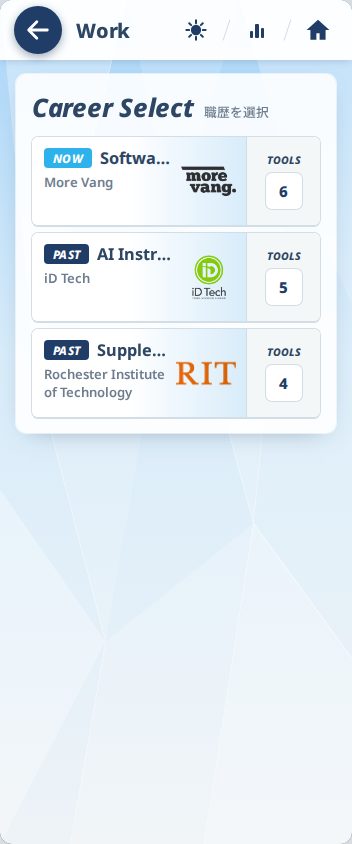 Work
Career Select 職歴を選択
NOW Softwa...
More Vang
more
vang.
TOOLS
6
PAST AI Instr...
iD Tech
iD
iD Tech
TOOLS
5
PAST Supple...
Rochester Institute
of Technology
RIT
TOOLS
4